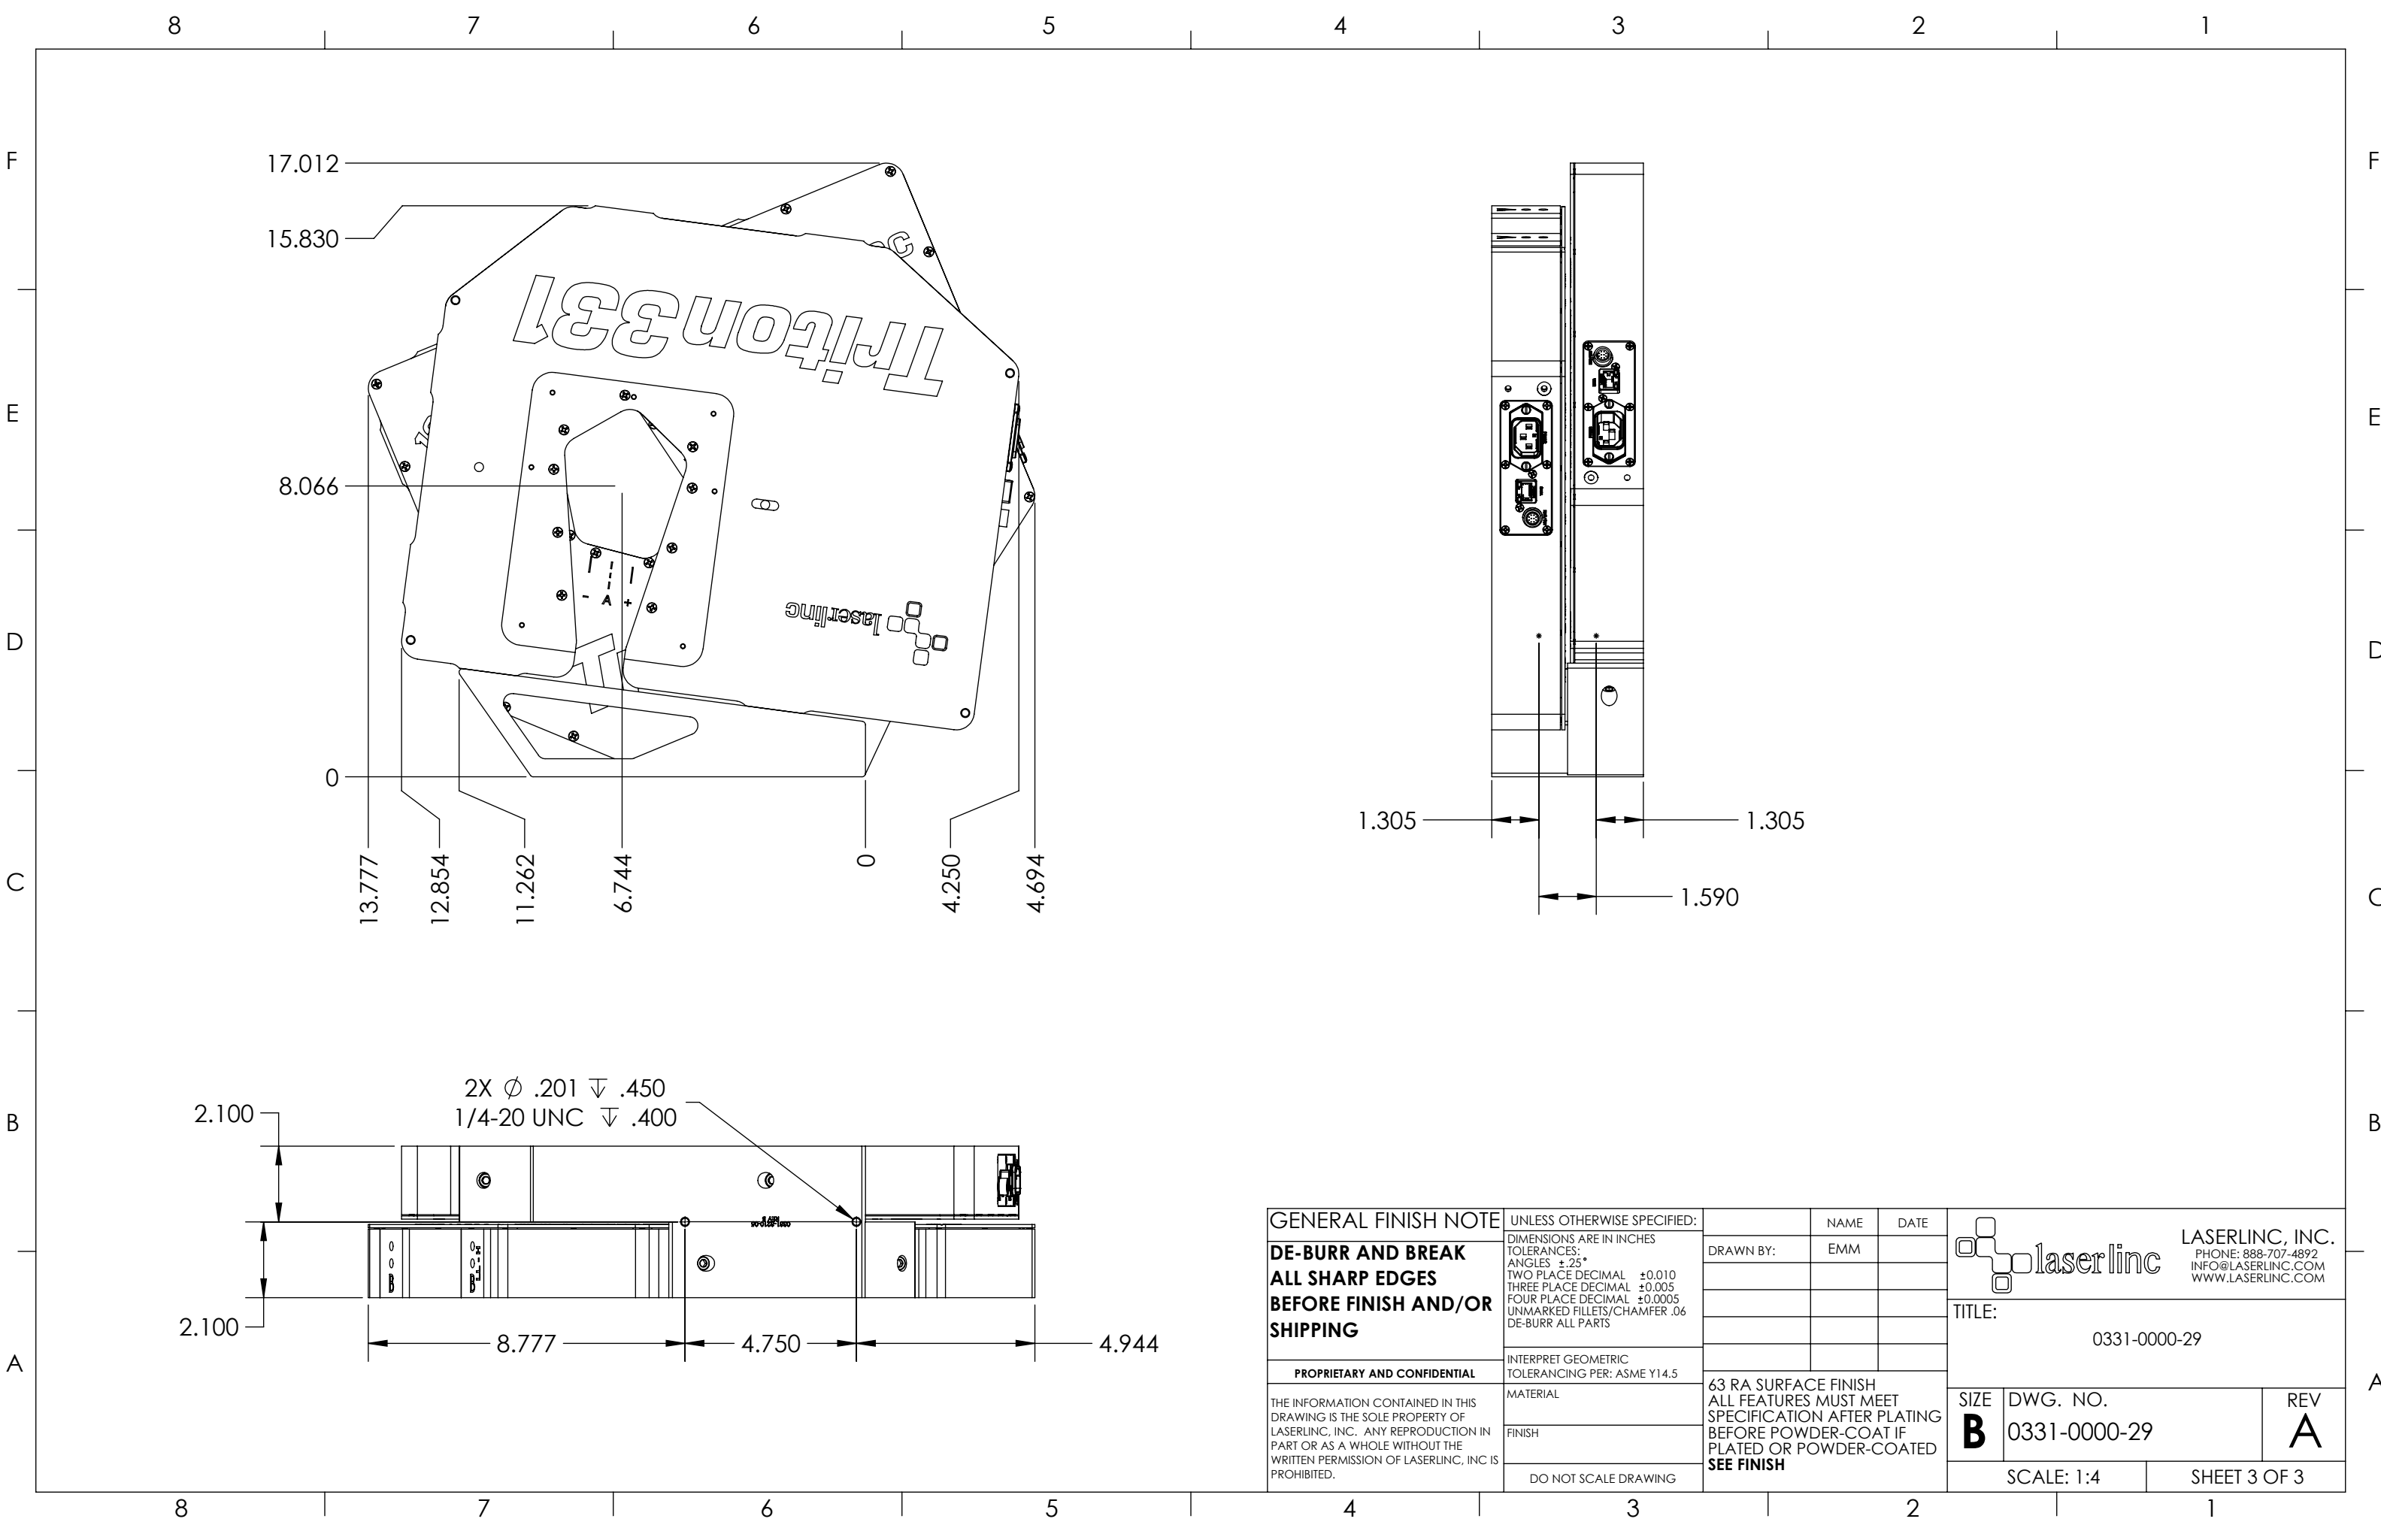 8 7 6 5 4 3 2 1
F F
17.012
15.830
Triton331
E E
8.066
- A +
laserlinc
D D
0
13.777
12.854
11.262
6.744
0
4.250
4.694
1.305
1.305
1.590
C C
2X Ø .201 ↧ .450
1/4-20 UNC ↧ .400
2.100
B B
2.100
8.777
4.750
4.944
A A
GENERAL FINISH NOTE
DE-BURR AND BREAK
ALL SHARP EDGES
BEFORE FINISH AND/OR
SHIPPING
PROPRIETARY AND CONFIDENTIAL
THE INFORMATION CONTAINED IN THIS
DRAWING IS THE SOLE PROPERTY OF
LASERLINC, INC. ANY REPRODUCTION IN
PART OR AS A WHOLE WITHOUT THE
WRITTEN PERMISSION OF LASERLINC, INC IS
PROHIBITED.
UNLESS OTHERWISE SPECIFIED:
DIMENSIONS ARE IN INCHES
TOLERANCES:
ANGLES ±.25°
TWO PLACE DECIMAL ±0.010
THREE PLACE DECIMAL ±0.005
FOUR PLACE DECIMAL ±0.0005
UNMARKED FILLETS/CHAMFER .06
DE-BURR ALL PARTS
INTERPRET GEOMETRIC
TOLERANCING PER: ASME Y14.5
MATERIAL
FINISH
DO NOT SCALE DRAWING
NAME DATE
DRAWN BY: EMM
63 RA SURFACE FINISH
ALL FEATURES MUST MEET
SPECIFICATION AFTER PLATING
BEFORE POWDER-COAT IF
PLATED OR POWDER-COATED
SEE FINISH
laserlinc
LASERLINC, INC.
PHONE: 888-707-4892
INFO@LASERLINC.COM
WWW.LASERLINC.COM
TITLE:
0331-0000-29
SIZE DWG. NO. REV
B 0331-0000-29 A
SCALE: 1:4 SHEET 3 OF 3
8 7 6 5 4 3 2 1